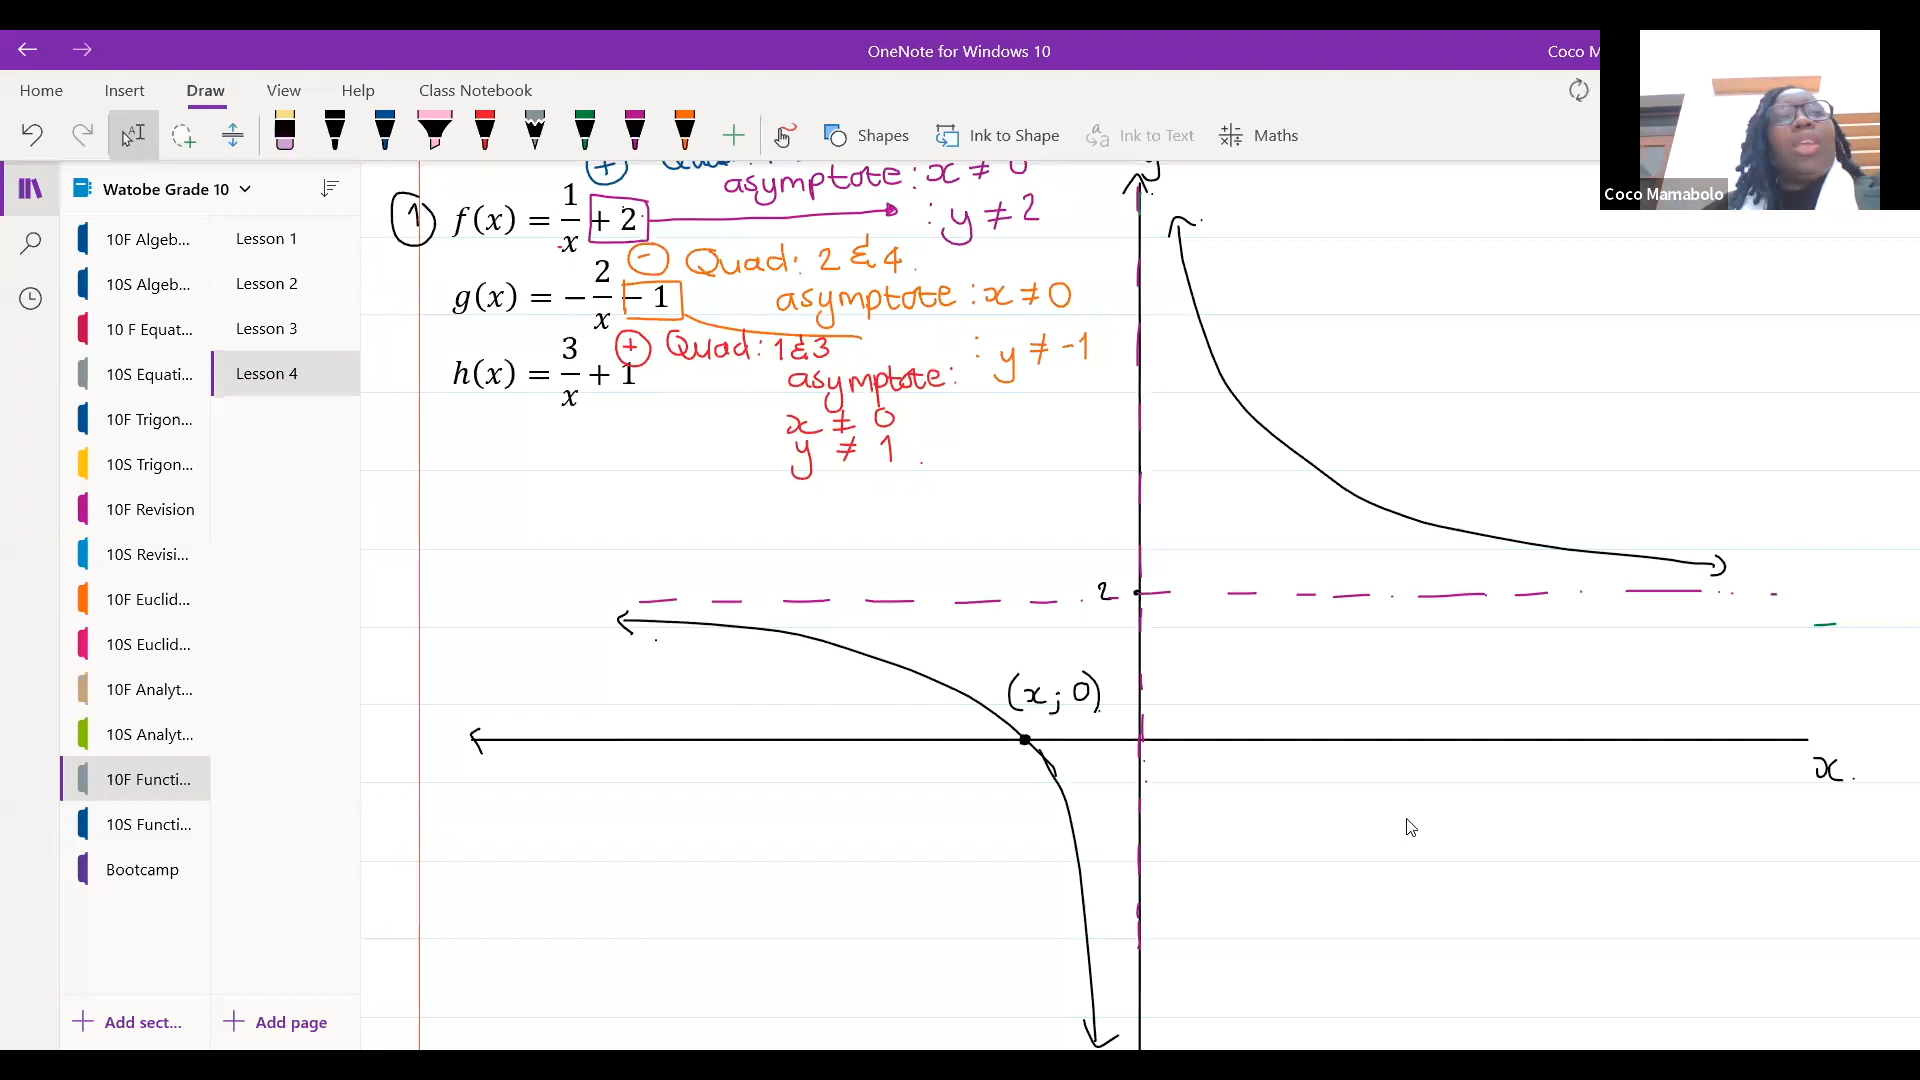 OneNote for Windows 10
Coco M
Home Insert Draw View Help Class Notebook
Shapes Ink to Shape Ink to Text Maths
Coco Mamabolo
Watobe Grade 10
10F Algeb...
10S Algeb...
10 F Equat...
10S Equati...
10F Trigon...
10S Trigon...
10F Revision
10S Revisi...
10F Euclid...
10S Euclid...
10F Analyt...
10S Analyt...
10F Functi...
10S Functi...
Bootcamp
Add sect...
Lesson 1
Lesson 2
Lesson 3
Lesson 4
Add page
asymptote : x ≠ 0
① f(x) = 1/x + 2 : y ≠ 2
⊖ Quad: 2 & 4.
g(x) = −2/x − 1 asymptote : x ≠ 0
: y ≠ -1
⊕ Quad: 1 & 3
h(x) = 3/x + 1 asymptote:
x ≠ 0
y ≠ 1
y
2
(x; 0)
x